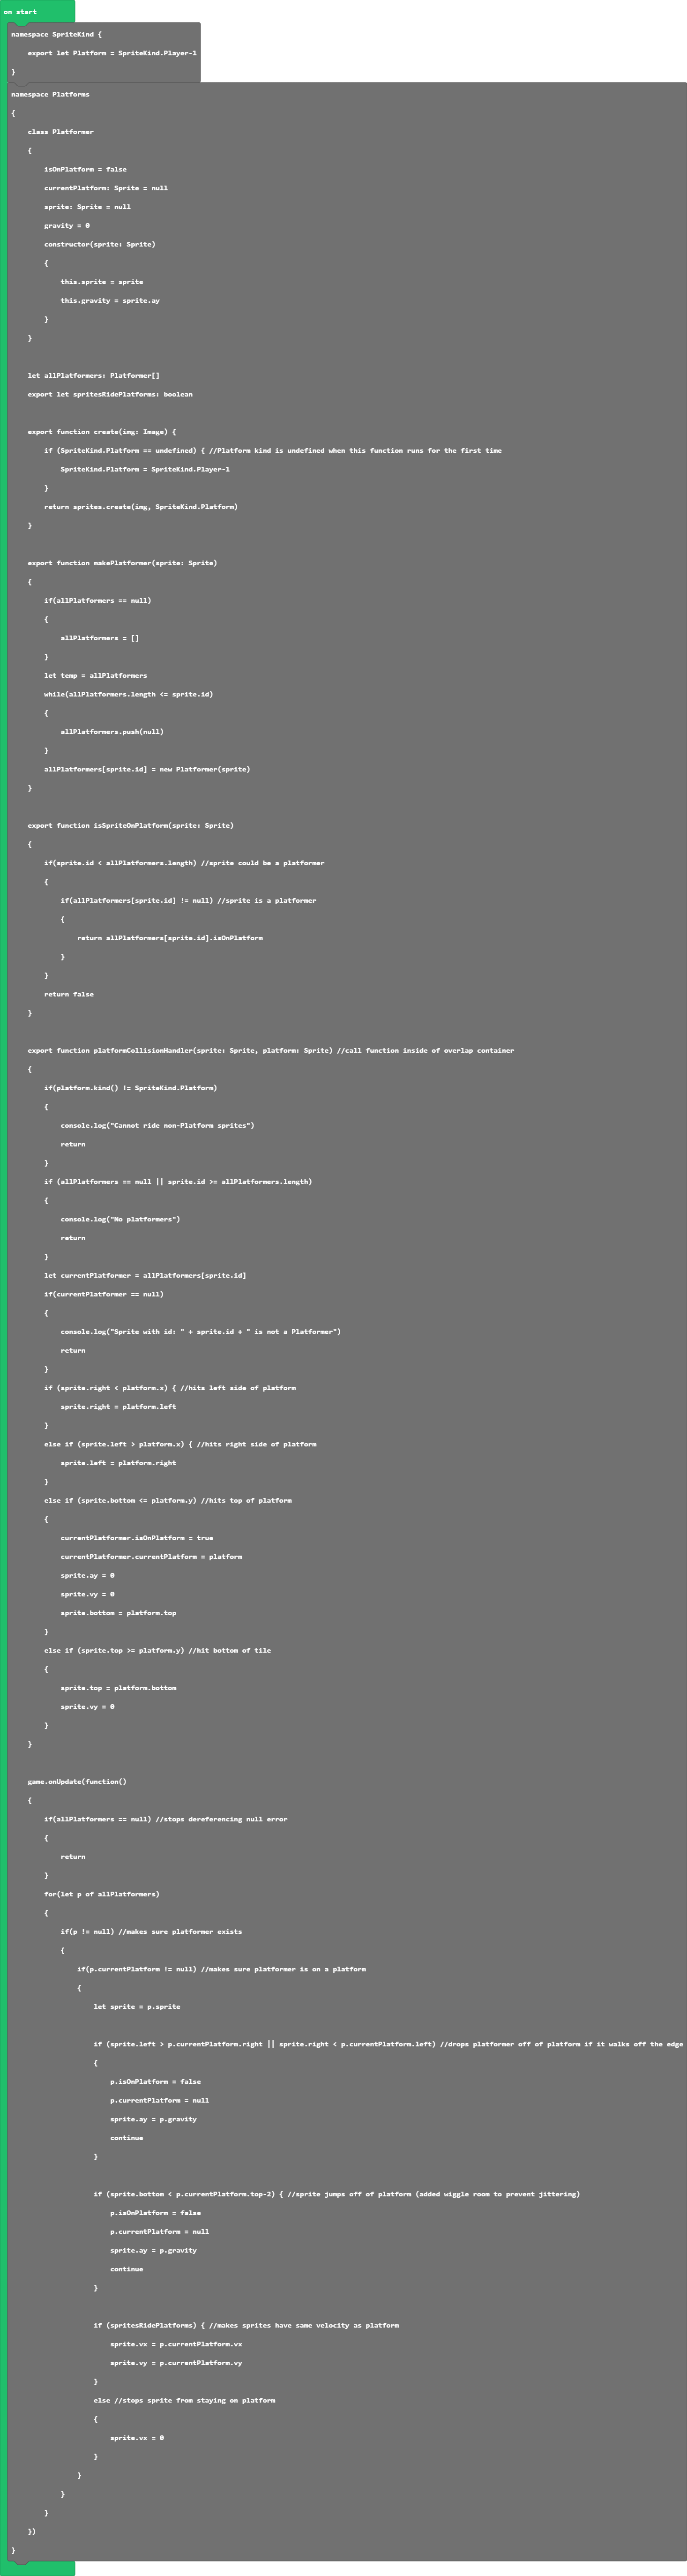 on start
namespace SpriteKind {
    export let Platform = SpriteKind.Player-1
}
namespace Platforms
{
    class Platformer
    {
        isOnPlatform = false
        currentPlatform: Sprite = null
        sprite: Sprite = null
        gravity = 0
        constructor(sprite: Sprite)
        {
            this.sprite = sprite
            this.gravity = sprite.ay
        }
    }
    let allPlatformers: Platformer[]
    export let spritesRidePlatforms: boolean
    export function create(img: Image) {
        if (SpriteKind.Platform == undefined) { //Platform kind is undefined when this function runs for the first time
            SpriteKind.Platform = SpriteKind.Player-1
        }
        return sprites.create(img, SpriteKind.Platform)
    }
    export function makePlatformer(sprite: Sprite)
    {
        if(allPlatformers == null)
        {
            allPlatformers = []
        }
        let temp = allPlatformers
        while(allPlatformers.length <= sprite.id)
        {
            allPlatformers.push(null)
        }
        allPlatformers[sprite.id] = new Platformer(sprite)
    }
    export function isSpriteOnPlatform(sprite: Sprite)
    {
        if(sprite.id < allPlatformers.length) //sprite could be a platformer
        {
            if(allPlatformers[sprite.id] != null) //sprite is a platformer
            {
                return allPlatformers[sprite.id].isOnPlatform
            }
        }
        return false
    }
    export function platformCollisionHandler(sprite: Sprite, platform: Sprite) //call function inside of overlap container
    {
        if(platform.kind() != SpriteKind.Platform)
        {
            console.log("Cannot ride non-Platform sprites")
            return
        }
        if (allPlatformers == null || sprite.id >= allPlatformers.length)
        {
            console.log("No platformers")
            return
        }
        let currentPlatformer = allPlatformers[sprite.id]
        if(currentPlatformer == null)
        {
            console.log("Sprite with id: " + sprite.id + " is not a Platformer")
            return
        }
        if (sprite.right < platform.x) { //hits left side of platform
            sprite.right = platform.left
        }
        else if (sprite.left > platform.x) { //hits right side of platform
            sprite.left = platform.right
        }
        else if (sprite.bottom <= platform.y) //hits top of platform
        {
            currentPlatformer.isOnPlatform = true
            currentPlatformer.currentPlatform = platform
            sprite.ay = 0
            sprite.vy = 0
            sprite.bottom = platform.top
        }
        else if (sprite.top >= platform.y) //hit bottom of tile
        {
            sprite.top = platform.bottom
            sprite.vy = 0
        }
    }
    game.onUpdate(function()
    {
        if(allPlatformers == null) //stops dereferencing null error
        {
            return
        }
        for(let p of allPlatformers)
        {
            if(p != null) //makes sure platformer exists
            {
                if(p.currentPlatform != null) //makes sure platformer is on a platform
                {
                    let sprite = p.sprite
                    if (sprite.left > p.currentPlatform.right || sprite.right < p.currentPlatform.left) //drops platformer off of platform if it walks off the edge
                    {
                        p.isOnPlatform = false
                        p.currentPlatform = null
                        sprite.ay = p.gravity
                        continue
                    }
                    if (sprite.bottom < p.currentPlatform.top-2) { //sprite jumps off of platform (added wiggle room to prevent jittering)
                        p.isOnPlatform = false
                        p.currentPlatform = null
                        sprite.ay = p.gravity
                        continue
                    }
                    if (spritesRidePlatforms) { //makes sprites have same velocity as platform
                        sprite.vx = p.currentPlatform.vx
                        sprite.vy = p.currentPlatform.vy
                    }
                    else //stops sprite from staying on platform
                    {
                        sprite.vx = 0
                    }
                }
            }
        }
    })
}